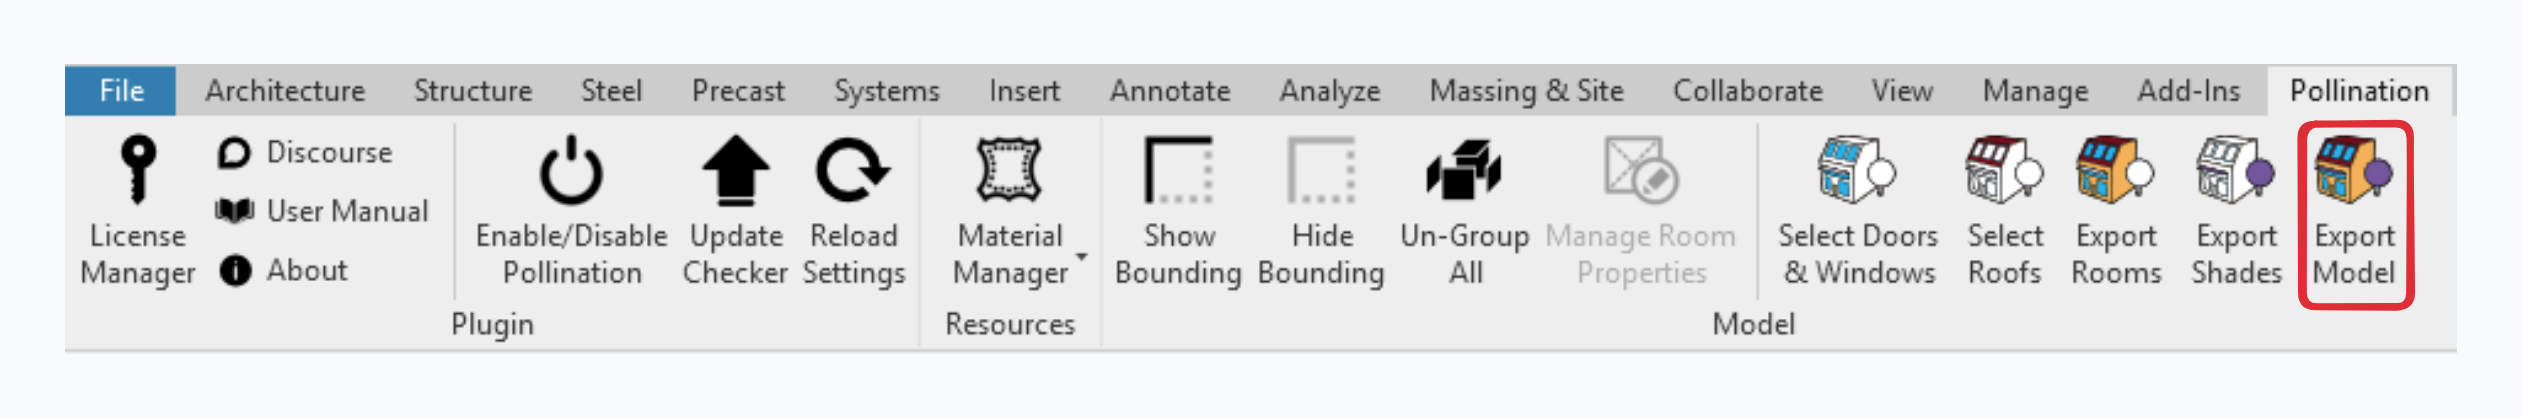 File Architecture Structure Steel Precast Systems Insert Annotate Analyze Massing & Site Collaborate View Manage Add-Ins Pollination
License
Manager
Discourse
User Manual
About
Enable/Disable
Pollination
Update
Checker
Reload
Settings
Plugin
Material
Manager
Resources
Show
Bounding
Hide
Bounding
Un-Group
All
Manage Room
Properties
Select Doors
& Windows
Select
Roofs
Export
Rooms
Export
Shades
Export
Model
Model